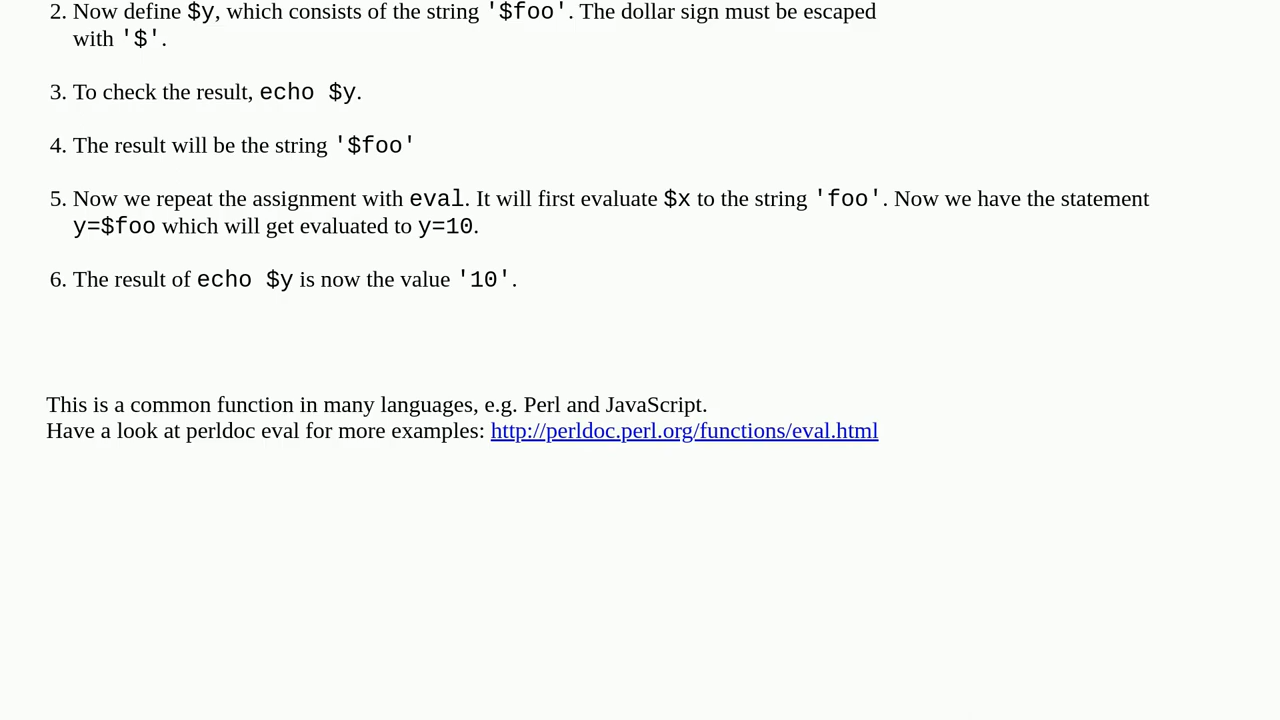 2. Now define $y, which consists of the string '$foo'. The dollar sign must be escaped
with '$'.
3. To check the result, echo $y.
4. The result will be the string '$foo'
5. Now we repeat the assignment with eval. It will first evaluate $x to the string 'foo'. Now we have the statement
y=$foo which will get evaluated to y=10.
6. The result of echo $y is now the value '10'.
This is a common function in many languages, e.g. Perl and JavaScript.
Have a look at perldoc eval for more examples: http://perldoc.perl.org/functions/eval.html